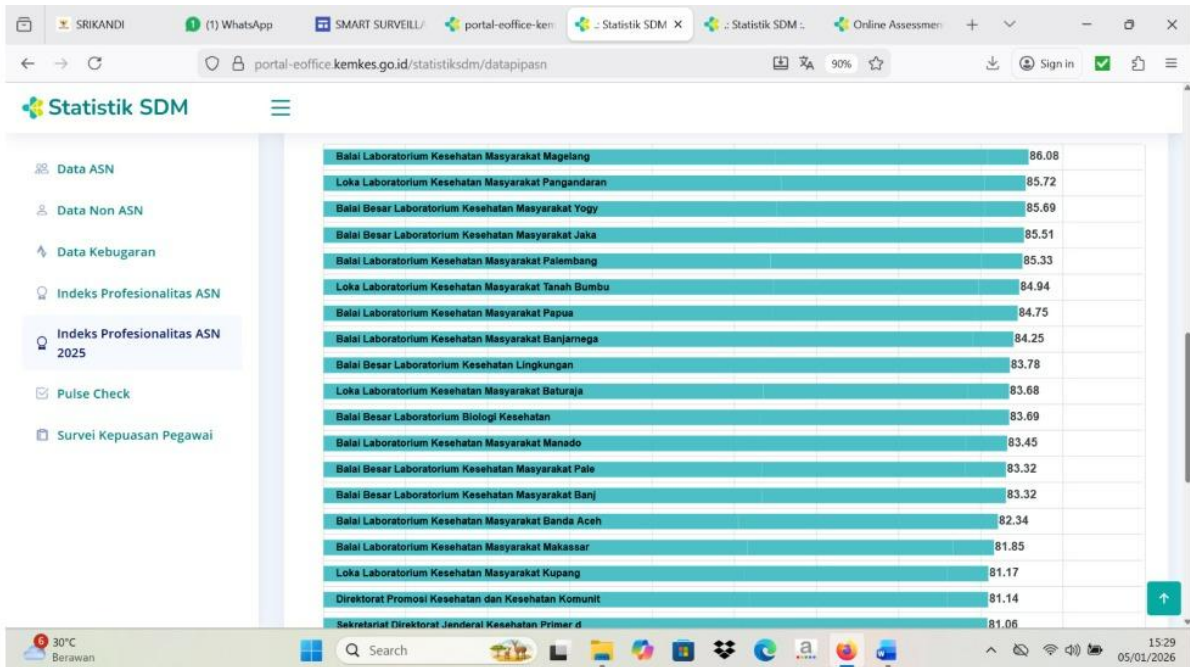 SRIKANDI
(1) WhatsApp
SMART SURVEILL
portal-eoffice-kem
.: Statistik SDM
.: Statistik SDM :.
Online Assessmen
portal-eoffice.kemkes.go.id/statistiksdm/datapipasn
90%
Sign in
Statistik SDM
Data ASN
Data Non ASN
Data Kebugaran
Indeks Profesionalitas ASN
Indeks Profesionalitas ASN
2025
Pulse Check
Survei Kepuasan Pegawai
Balai Laboratorium Kesehatan Masyarakat Magelang 86.08
Loka Laboratorium Kesehatan Masyarakat Pangandaran 85.72
Balai Besar Laboratorium Kesehatan Masyarakat Yogy 85.69
Balai Besar Laboratorium Kesehatan Masyarakat Jaka 85.51
Balai Laboratorium Kesehatan Masyarakat Palembang 85.33
Loka Laboratorium Kesehatan Masyarakat Tanah Bumbu 84.94
Balai Laboratorium Kesehatan Masyarakat Papua 84.75
Balai Laboratorium Kesehatan Masyarakat Banjarnega 84.25
Balai Besar Laboratorium Kesehatan Lingkungan 83.78
Loka Laboratorium Kesehatan Masyarakat Baturaja 83.68
Balai Besar Laboratorium Biologi Kesehatan 83.69
Balai Laboratorium Kesehatan Masyarakat Manado 83.45
Balai Besar Laboratorium Kesehatan Masyarakat Pale 83.32
Balai Besar Laboratorium Kesehatan Masyarakat Banj 83.32
Balai Laboratorium Kesehatan Masyarakat Banda Aceh 82.34
Balai Laboratorium Kesehatan Masyarakat Makassar 81.85
Loka Laboratorium Kesehatan Masyarakat Kupang 81.17
Direktorat Promosi Kesehatan dan Kesehatan Komunit 81.14
Sekretariat Direktorat Jenderal Kesehatan Primer d 81.06
6
30°C
Berawan
Search
a
15:29
05/01/2026